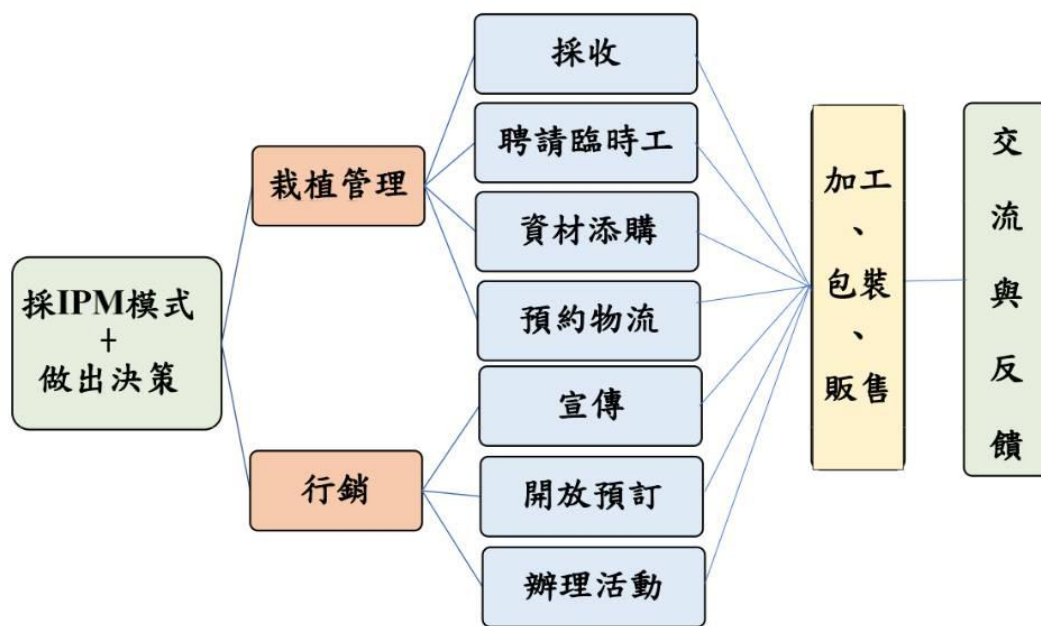 採IPM模式
+
做出決策
栽植管理
行銷
採收
聘請臨時工
資材添購
預約物流
宣傳
開放預訂
辦理活動
加工
、
包裝
、
販售
交
流
與
反
饋